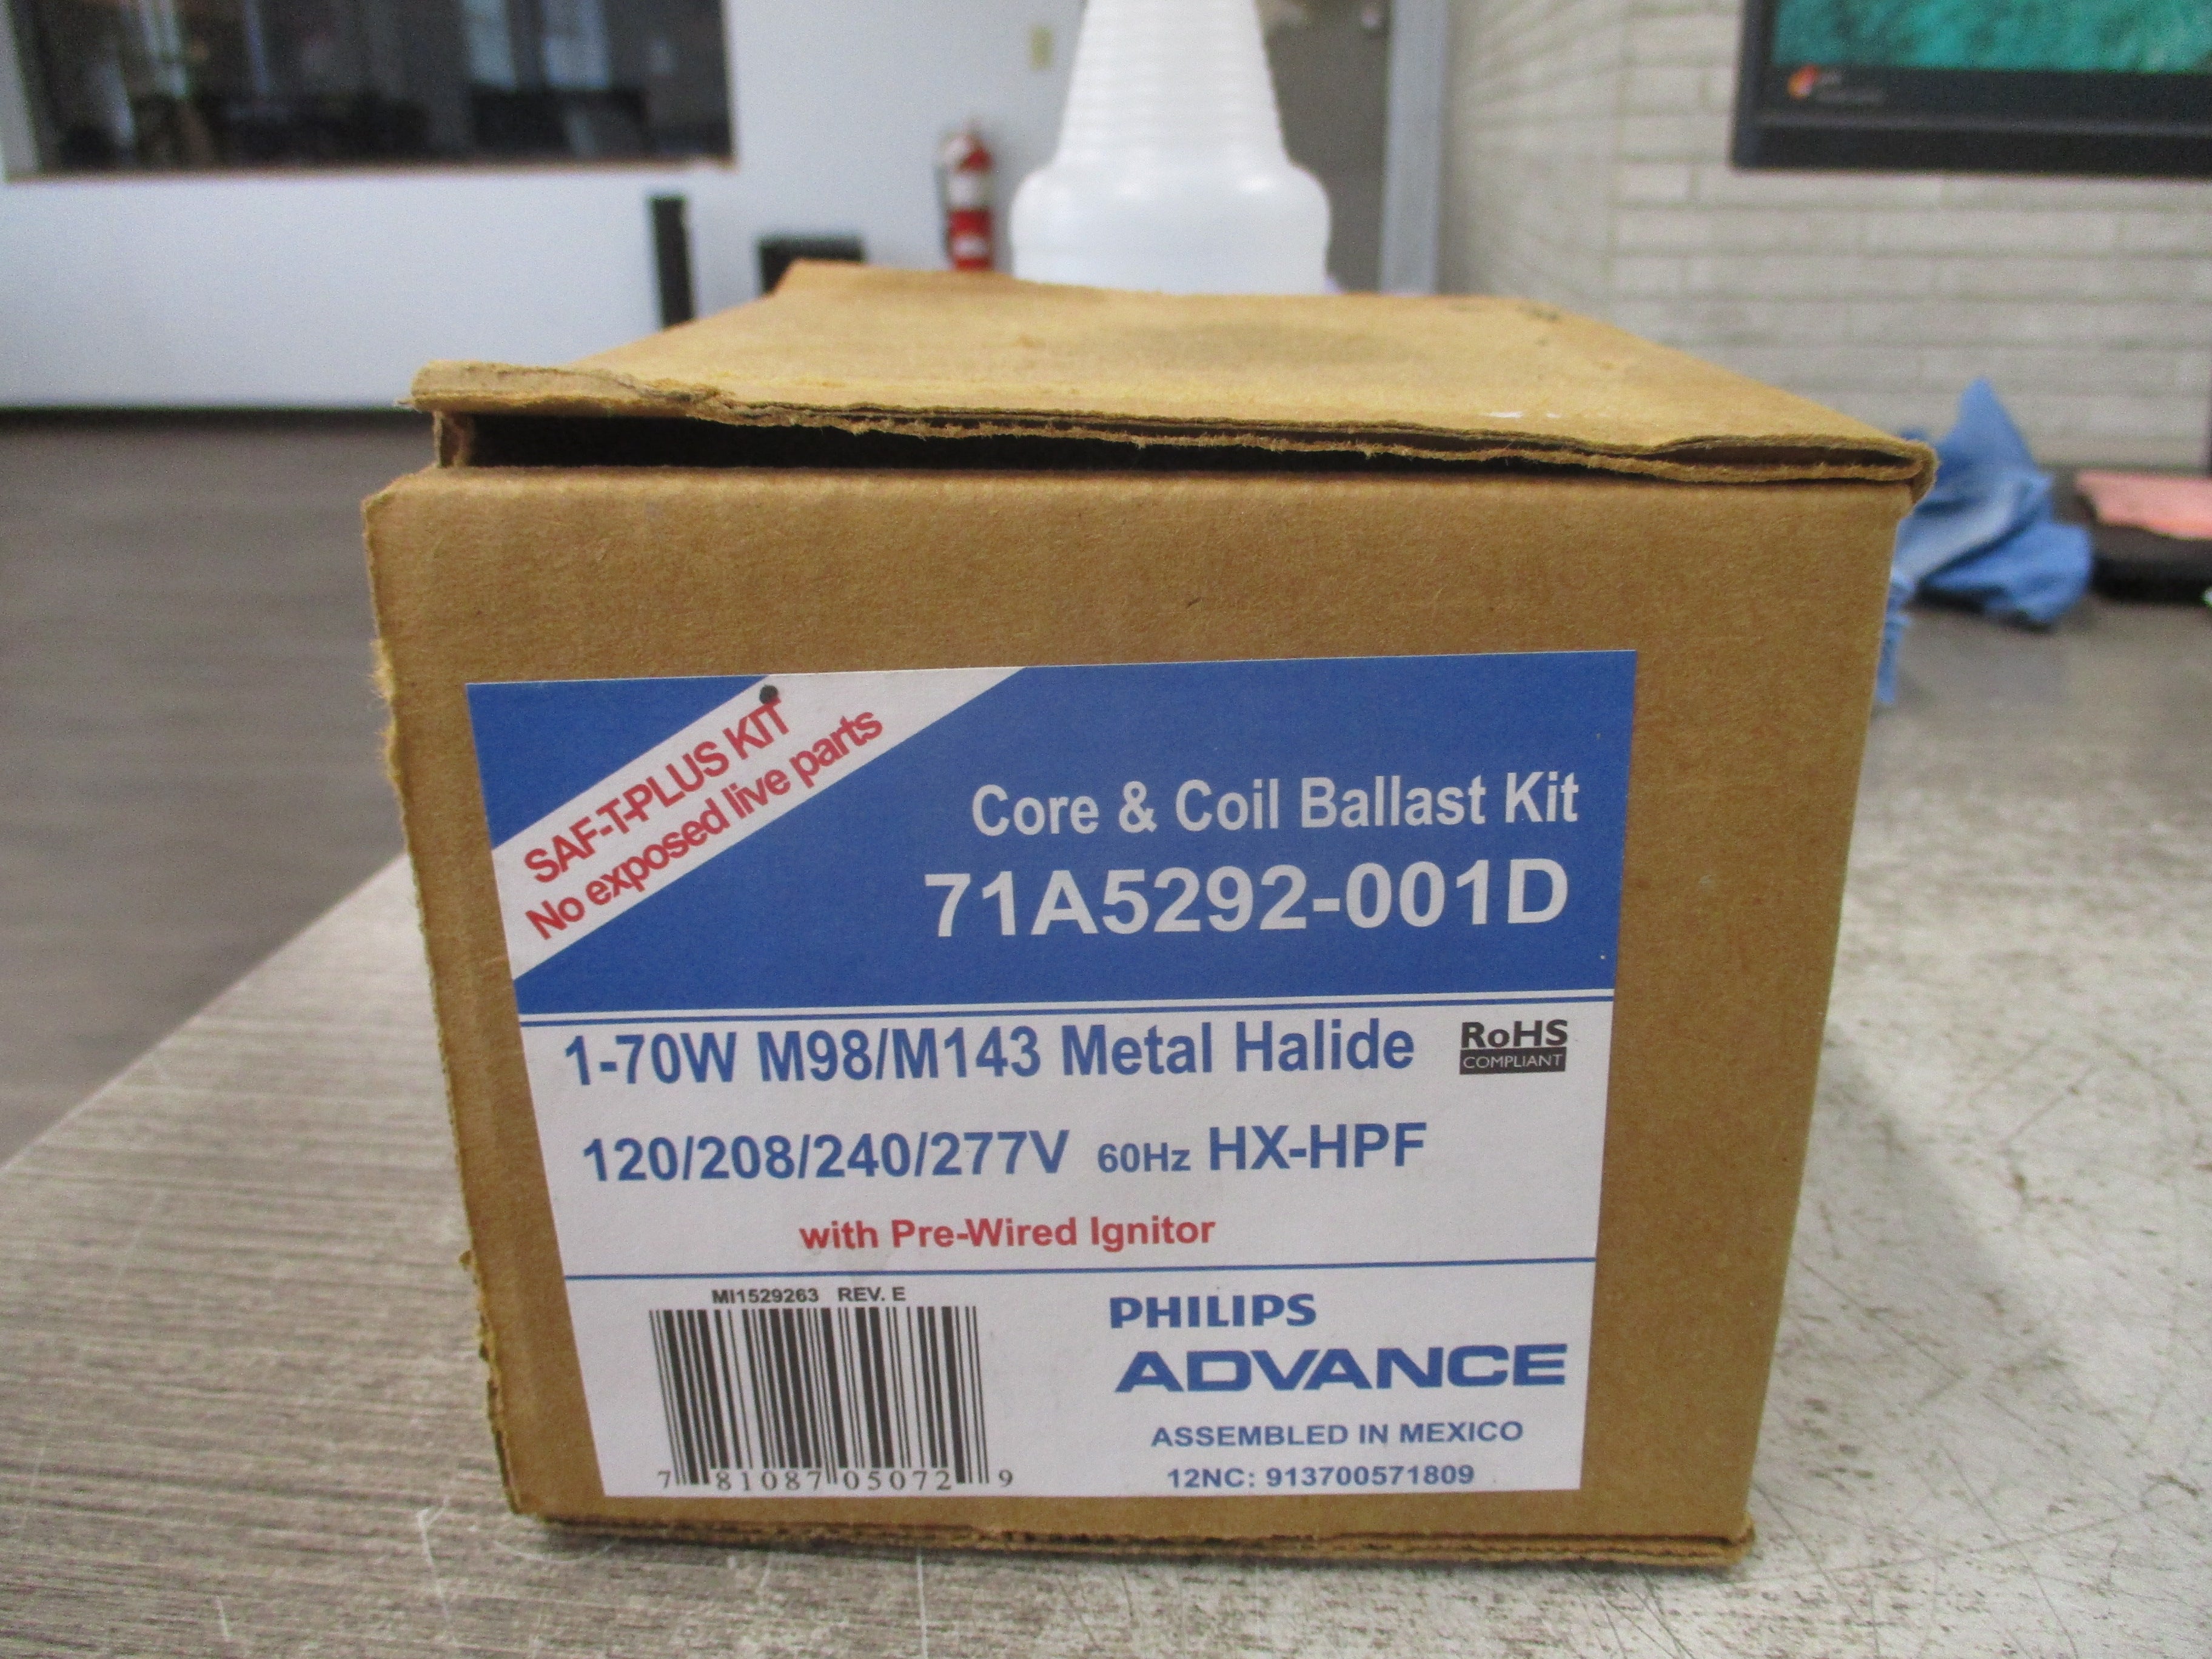 SAF-T-PLUS KIT
No exposed live parts
Core & Coil Ballast Kit
71A5292-001D
1-70W M98/M143 Metal Halide
RoHS
COMPLIANT
120/208/240/277V 60Hz HX-HPF
with Pre-Wired Ignitor
MI1529263 REV. E
7 81087 05072 9
PHILIPS
ADVANCE
ASSEMBLED IN MEXICO
12NC: 913700571809